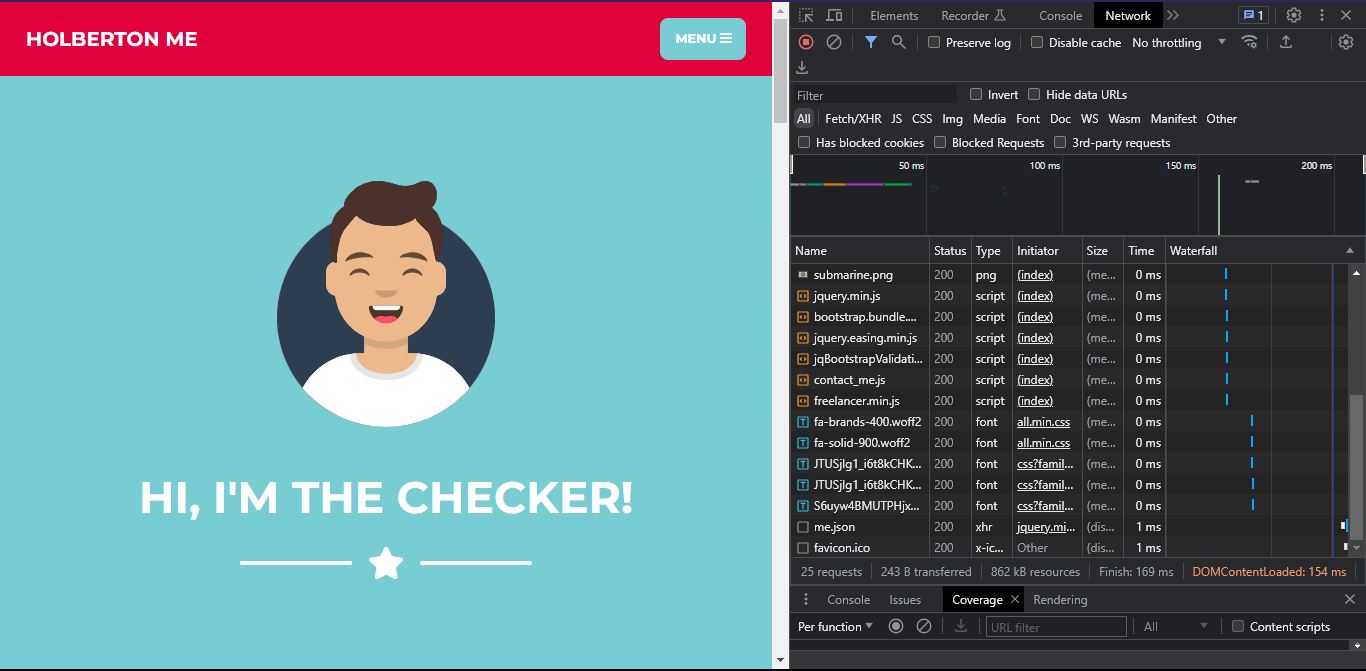 HOLBERTON ME
MENU
HI, I'M THE CHECKER!
Elements Recorder Console Network 1
Preserve log Disable cache No throttling
Filter Invert Hide data URLs
All Fetch/XHR JS CSS Img Media Font Doc WS Wasm Manifest Other
Has blocked cookies Blocked Requests 3rd-party requests
50 ms 100 ms 150 ms 200 ms
Name Status Type Initiator Size Time Waterfall
submarine.png 200 png (index) (me... 0 ms
jquery.min.js 200 script (index) (me... 0 ms
bootstrap.bundle.... 200 script (index) (me... 0 ms
jquery.easing.min.js 200 script (index) (me... 0 ms
jqBootstrapValidati... 200 script (index) (me... 0 ms
contact_me.js 200 script (index) (me... 0 ms
freelancer.min.js 200 script (index) (me... 0 ms
fa-brands-400.woff2 200 font all.min.css (me... 0 ms
fa-solid-900.woff2 200 font all.min.css (me... 0 ms
JTUSjIg1_i6t8kCHK... 200 font css?famil... (me... 0 ms
JTUSjIg1_i6t8kCHK... 200 font css?famil... (me... 0 ms
S6uyw4BMUTPHjx... 200 font css?famil... (me... 0 ms
me.json 200 xhr jquery.mi... (dis... 1 ms
favicon.ico 200 x-ic... Other (dis... 1 ms
25 requests 243 B transferred 862 kB resources Finish: 169 ms DOMContentLoaded: 154 ms
Console Issues Coverage Rendering
Per function URL filter All Content scripts